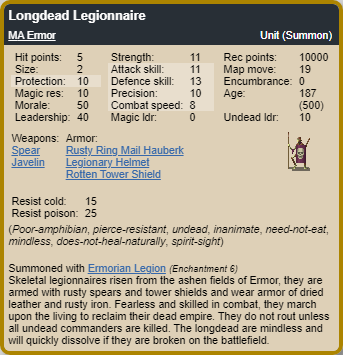 Longdead Legionnaire
MA Ermor Unit (Summon)
Hit points: 5 Strength: 11 Rec points: 10000
Size: 2 Attack skill: 11 Map move: 19
Protection: 10 Defence skill: 13 Encumbrance: 0
Magic res: 10 Precision: 10 Age: 187
Morale: 50 Combat speed: 8 (500)
Leadership: 40 Magic ldr: 0 Undead ldr: 10
Weapons: Armor:
Spear Rusty Ring Mail Hauberk
Javelin Legionary Helmet
Rotten Tower Shield
Resist cold: 15
Resist poison: 25
(Poor-amphibian, pierce-resistant, undead, inanimate, need-not-eat,
mindless, does-not-heal-naturally, spirit-sight)
Summoned with Ermorian Legion (Enchantment 6)
Skeletal legionnaires risen from the ashen fields of Ermor, they are
armed with rusty spears and tower shields and wear armor of dried
leather and rusty iron. Fearless and skilled in combat, they march
upon the living to reclaim their dead empire. They do not rout unless
all undead commanders are killed. The longdead are mindless and
will quickly dissolve if they are broken on the battlefield.